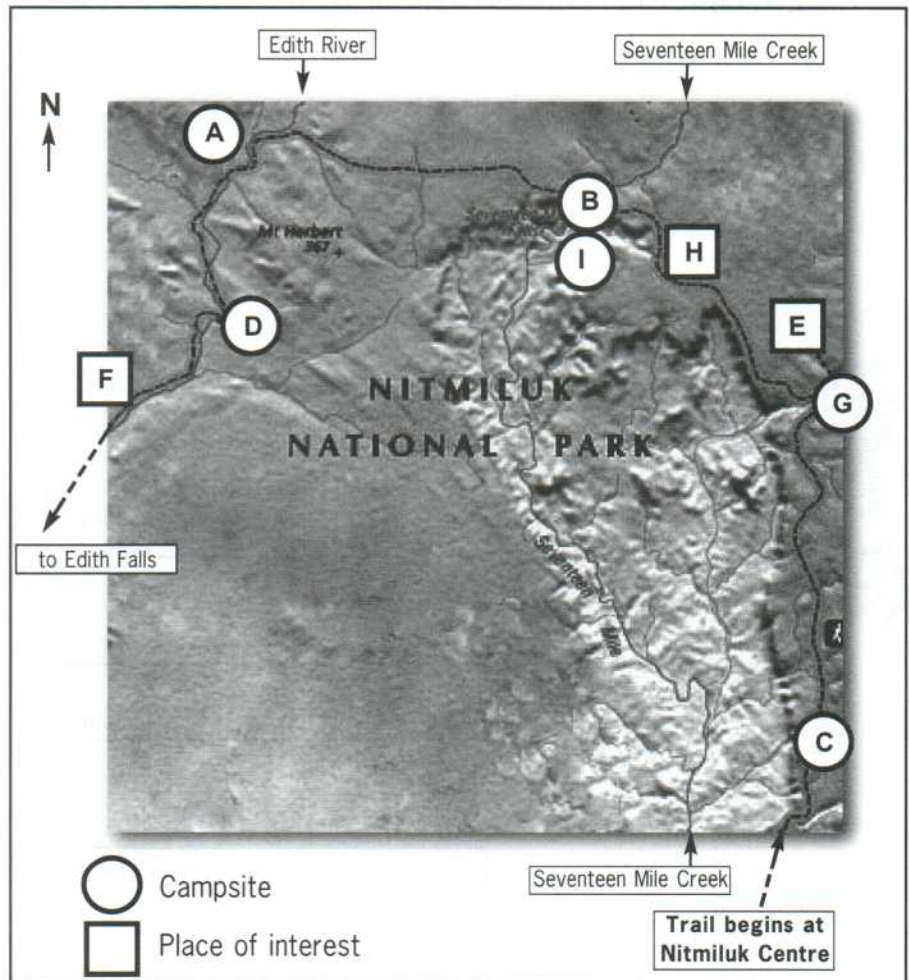 Edith River
Seventeen Mile Creek
N
A
B
Mt Herbert
367
I
H
D
E
F
G
NITMILUK
NATIONAL PARK
to Edith Falls
Seventeen
Mile
C
Seventeen Mile Creek
Trail begins at
Nitmiluk Centre
Campsite
Place of interest